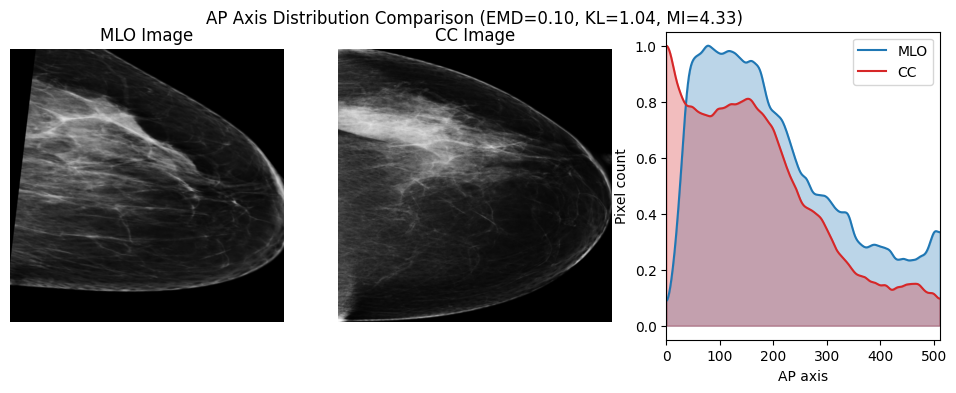 AP Axis Distribution Comparison (EMD=0.10, KL=1.04, MI=4.33)
MLO Image
CC Image
MLO
CC
Pixel count
1.0
0.8
0.6
0.4
0.2
0.0
0 100 200 300 400 500
AP axis